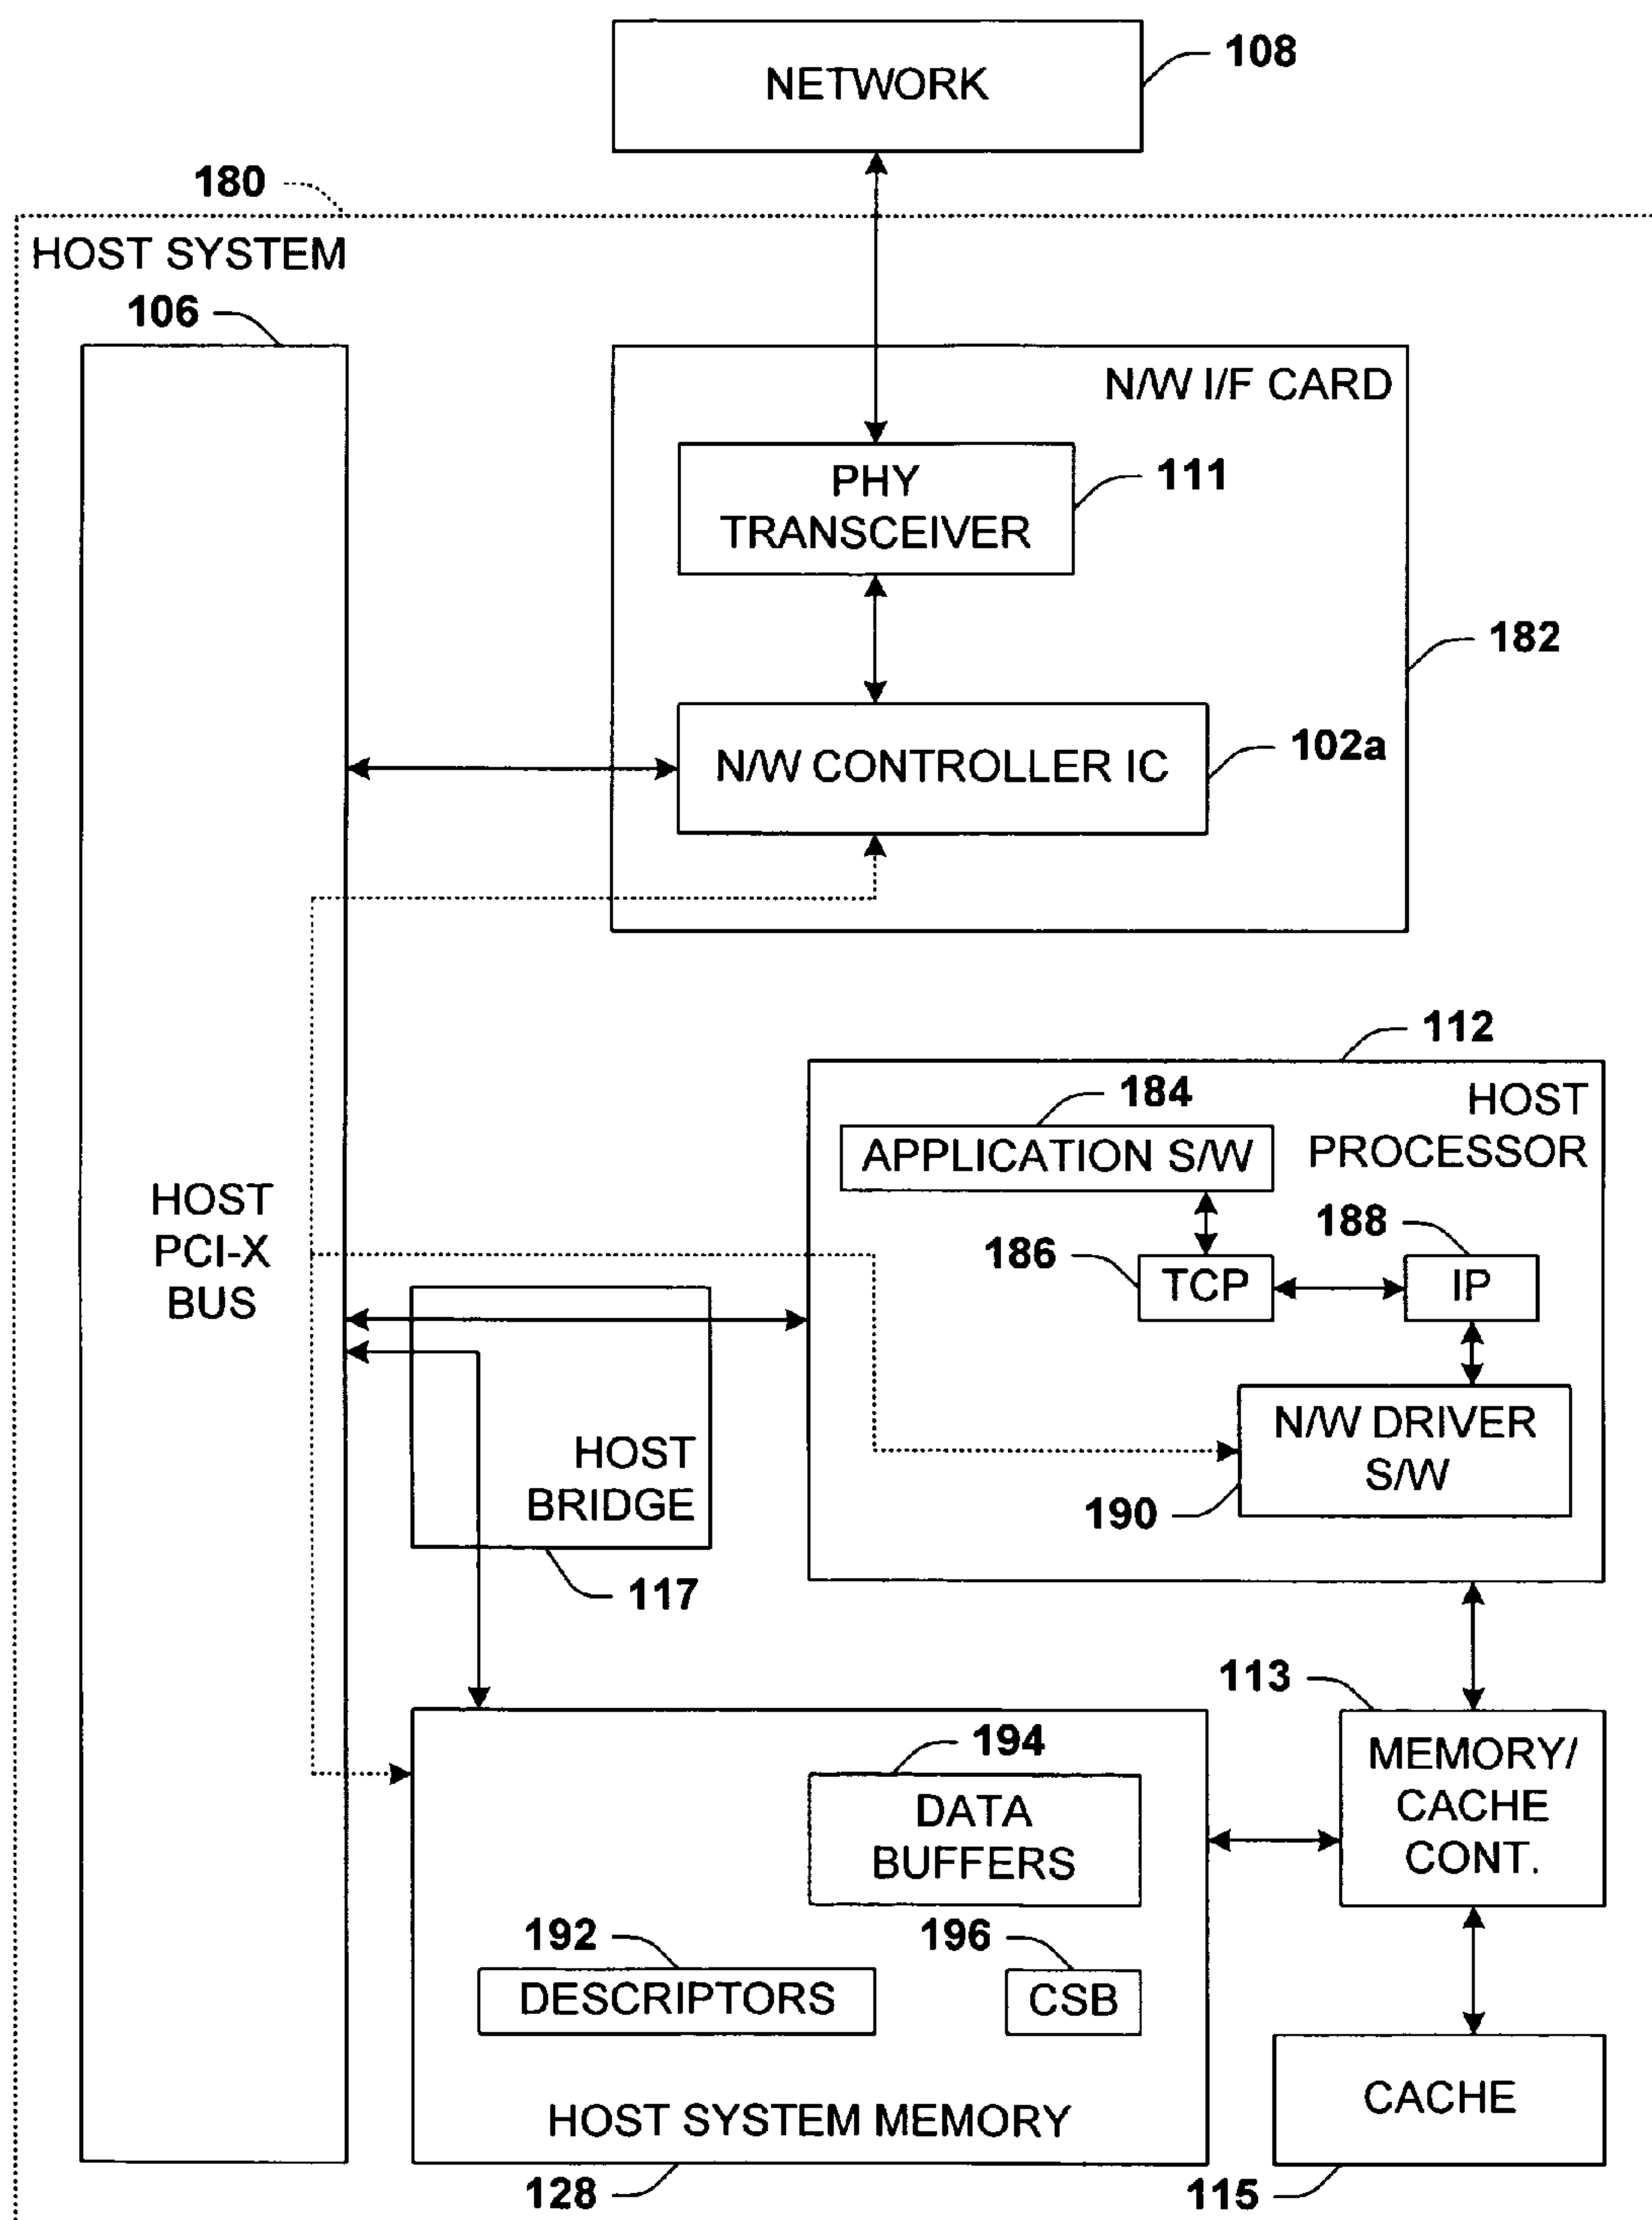 NETWORK
108
180
HOST SYSTEM
106
N/W I/F CARD
PHY
TRANSCEIVER
111
182
N/W CONTROLLER IC
102a
112
HOST
PROCESSOR
184
APPLICATION S/W
HOST
PCI-X
BUS
186
TCP
188
IP
N/W DRIVER
S/W
190
HOST
BRIDGE
117
113
MEMORY/
CACHE
CONT.
194
DATA
BUFFERS
192
DESCRIPTORS
196
CSB
HOST SYSTEM MEMORY
128
CACHE
115